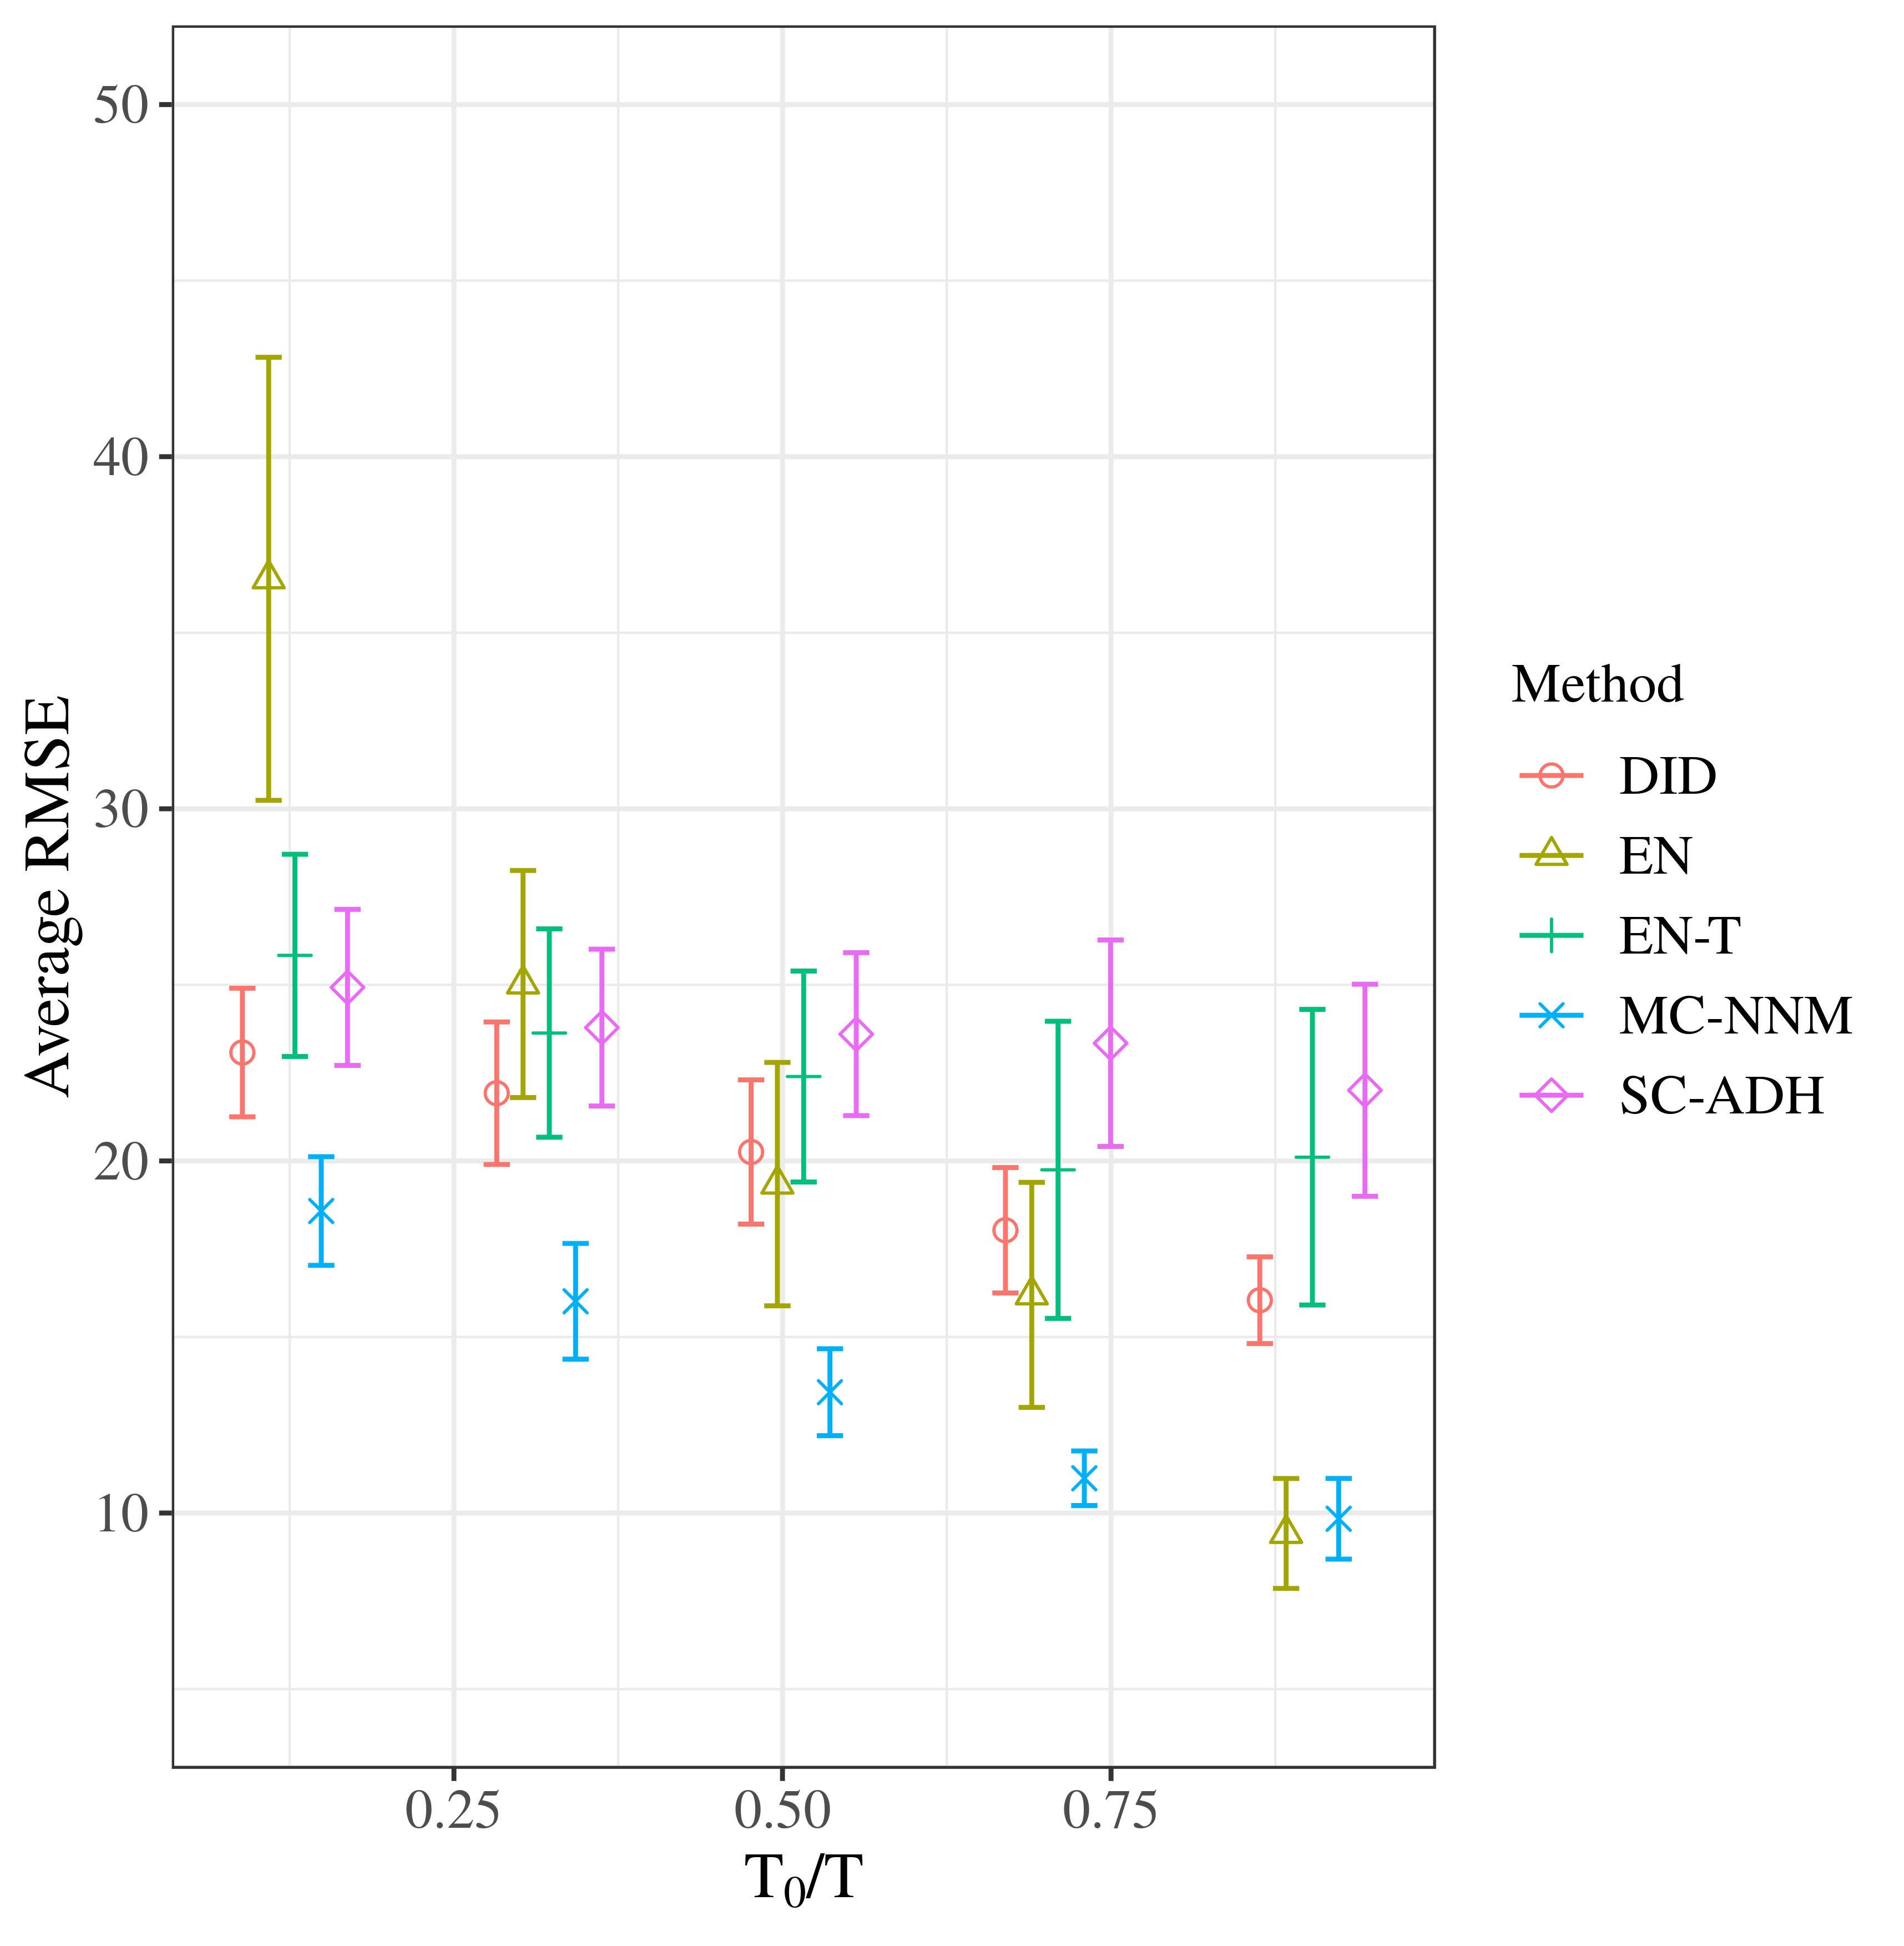 50
40
30
20
10
Average RMSE
0.25 0.50 0.75
T₀/T
Method
DID
EN
EN-T
MC-NNM
SC-ADH